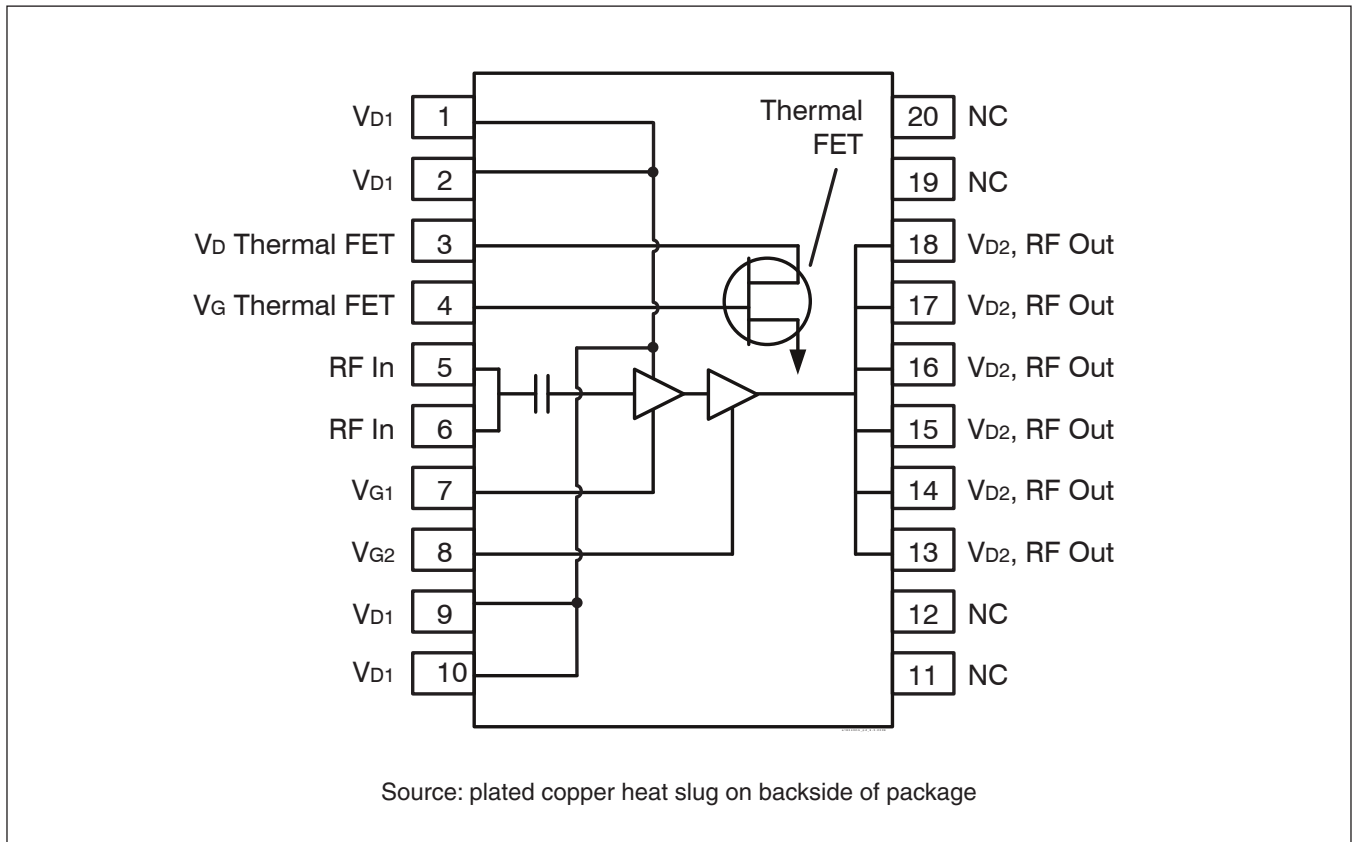 Thermal
FET
VD1 1
VD1 2
VD Thermal FET 3
VG Thermal FET 4
RF In 5
RF In 6
VG1 7
VG2 8
VD1 9
VD1 10
20 NC
19 NC
18 VD2, RF Out
17 VD2, RF Out
16 VD2, RF Out
15 VD2, RF Out
14 VD2, RF Out
13 VD2, RF Out
12 NC
11 NC
Source: plated copper heat slug on backside of package